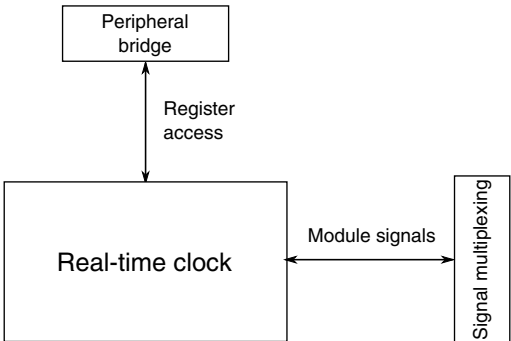 Peripheral
bridge
Register
access
Real-time clock
Module signals
Signal multiplexing